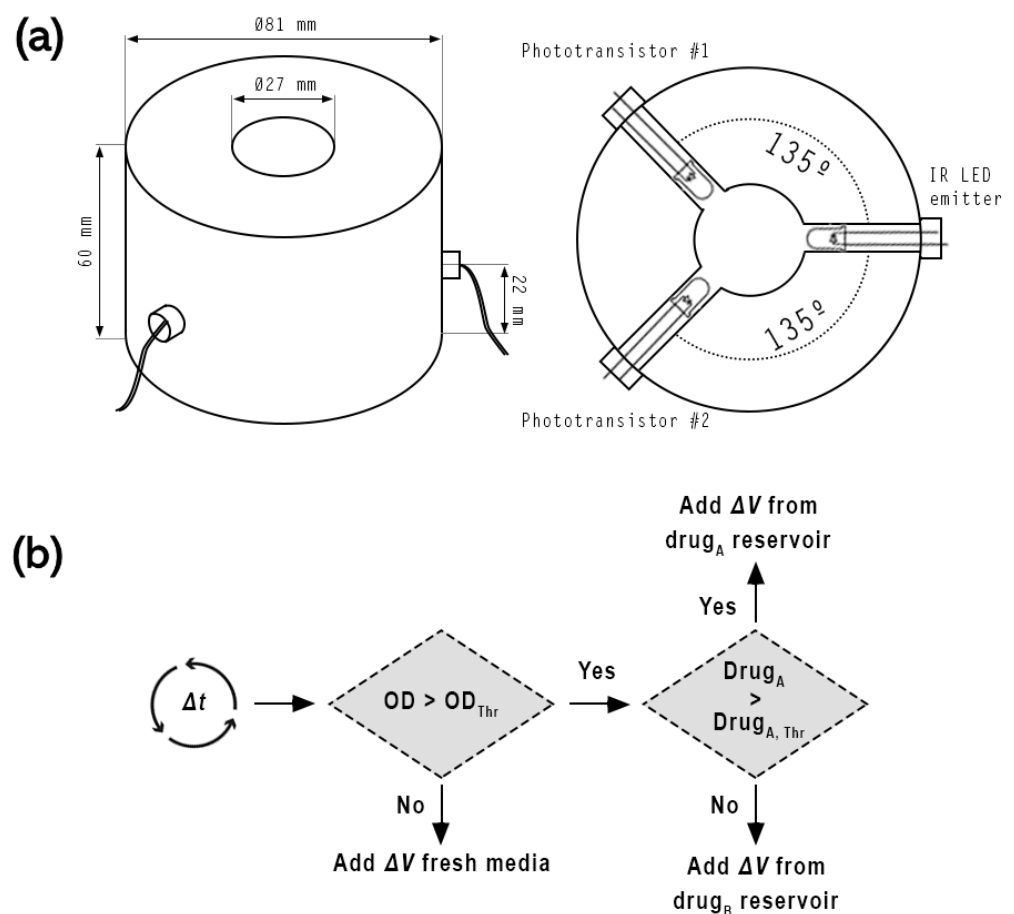 (a)
Ø81 mm
Ø27 mm
60 mm
22 mm
Phototransistor #1
135º
IR LED
emitter
135º
Phototransistor #2
(b)
Add ΔV from
drugA reservoir
Yes
Δt
OD > ODThr
Yes
DrugA
>
DrugA, Thr
No
Add ΔV fresh media
No
Add ΔV from
drugB reservoir